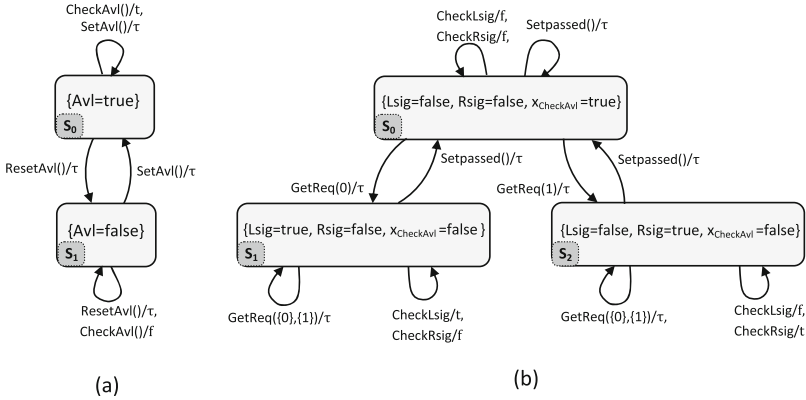 CheckAvl()/t,
SetAvl()/τ
{Avl=true}
S0
ResetAvl()/τ
SetAvl()/τ
{Avl=false}
S1
ResetAvl()/τ,
CheckAvl()/f
(a)
CheckLsig/f,
CheckRsig/f,
Setpassed()/τ
{Lsig=false, Rsig=false, xCheckAvl=true}
S0
GetReq(0)/τ
Setpassed()/τ
GetReq(1)/τ
Setpassed()/τ
{Lsig=true, Rsig=false, xCheckAvl=false}
S1
{Lsig=false, Rsig=true, xCheckAvl=false}
S2
GetReq({0},{1})/τ
CheckLsig/t,
CheckRsig/f
GetReq({0},{1})/τ,
CheckLsig/f,
CheckRsig/t
(b)